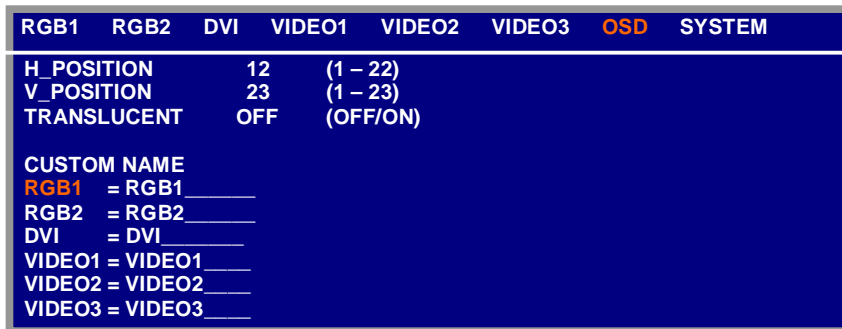 RGB1 RGB2 DVI VIDEO1 VIDEO2 VIDEO3 OSD SYSTEM
H_POSITION 12 (1 – 22)
V_POSITION 23 (1 – 23)
TRANSLUCENT OFF (OFF/ON)
CUSTOM NAME
RGB1 = RGB1______
RGB2 = RGB2______
DVI = DVI_______
VIDEO1 = VIDEO1____
VIDEO2 = VIDEO2____
VIDEO3 = VIDEO3____